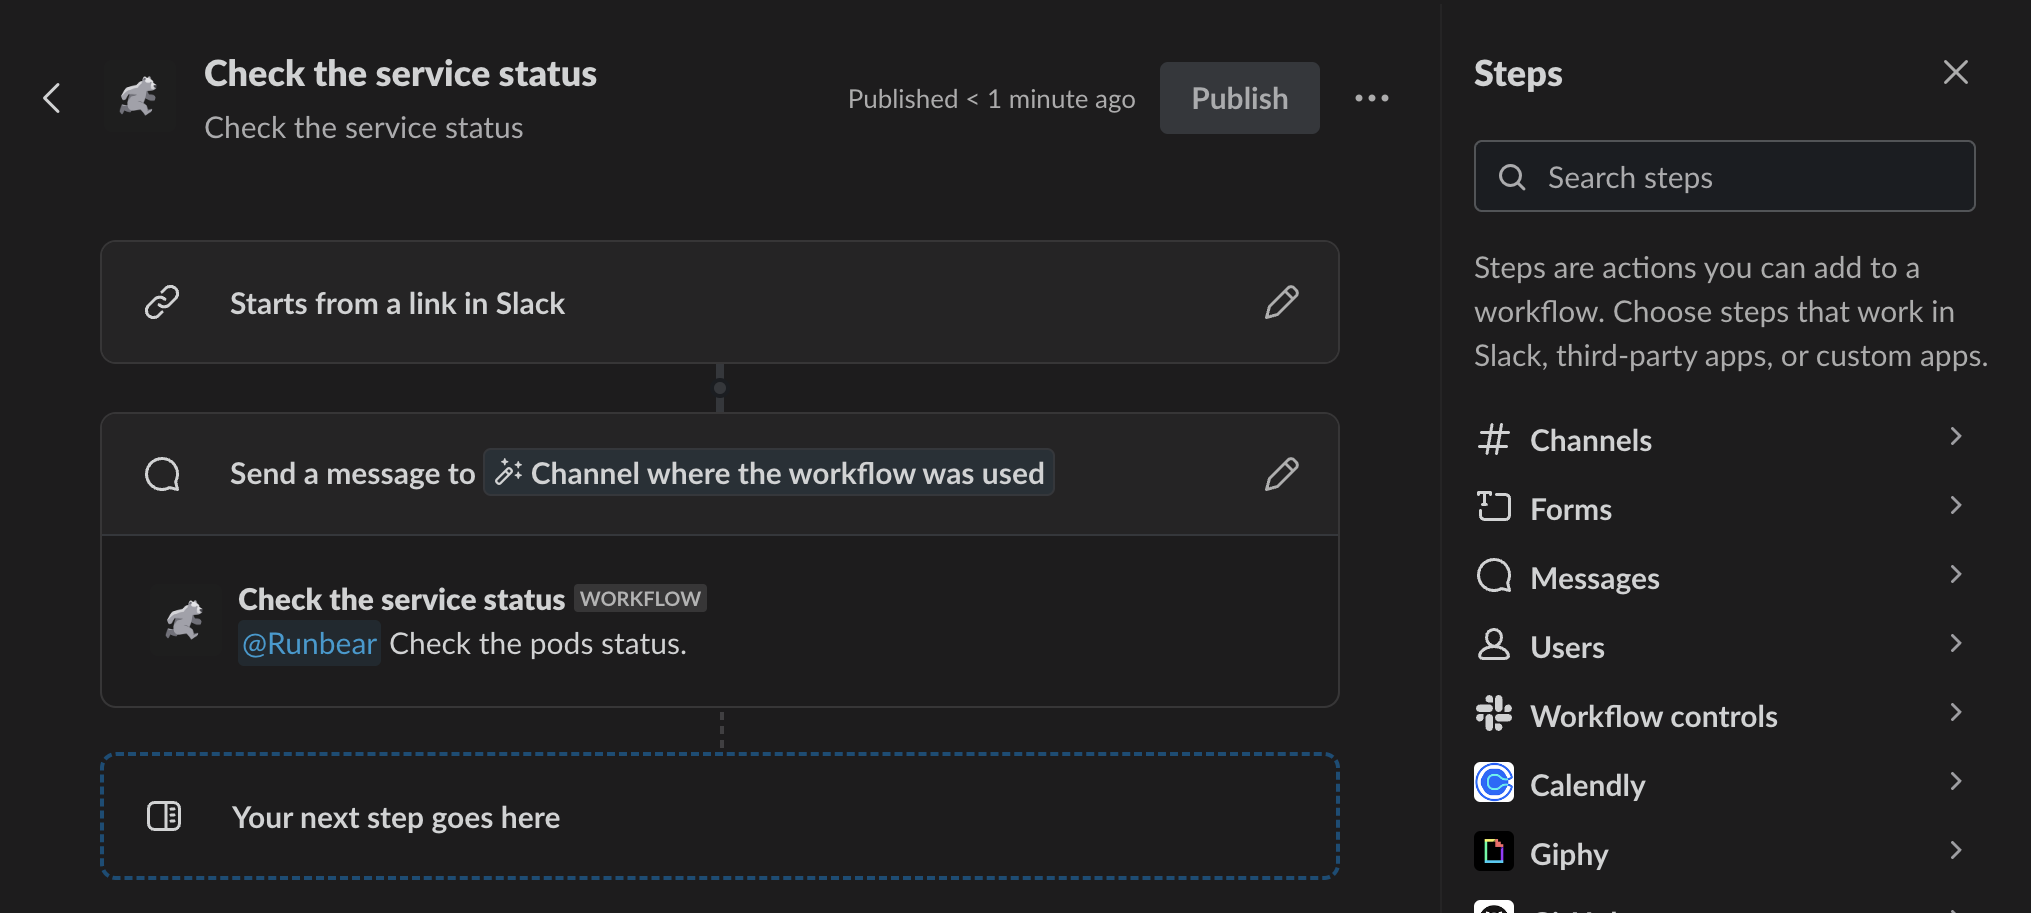 Check the service status
Check the service status
Published < 1 minute ago
Publish
Starts from a link in Slack
Send a message to Channel where the workflow was used
Check the service status WORKFLOW
@Runbear Check the pods status.
Your next step goes here
Steps
Search steps
Steps are actions you can add to a
workflow. Choose steps that work in
Slack, third-party apps, or custom apps.
Channels
Forms
Messages
Users
Workflow controls
Calendly
Giphy